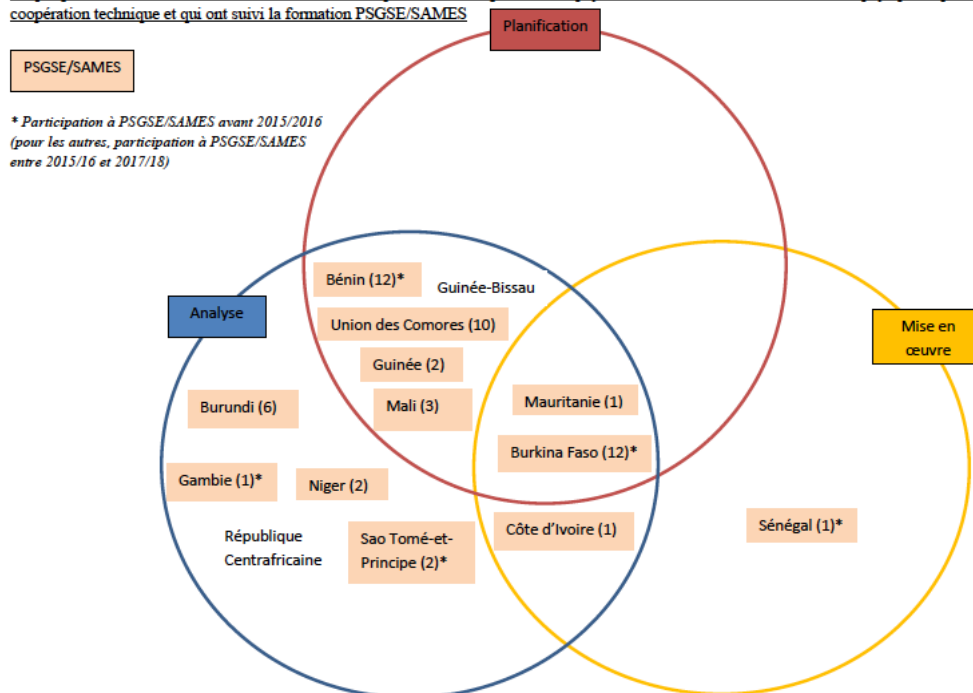 coopération technique et qui ont suivi la formation PSGSE/SAMES
Planification
PSGSE/SAMES
* Participation à PSGSE/SAMES avant 2015/2016
(pour les autres, participation à PSGSE/SAMES
entre 2015/16 et 2017/18)
Bénin (12)*
Guinée-Bissau
Analyse
Union des Comores (10)
Mise en
œuvre
Guinée (2)
Burundi (6)
Mali (3)
Mauritanie (1)
Burkina Faso (12)*
Gambie (1)*
Niger (2)
République
Centrafricaine
Sao Tomé-et-
Principe (2)*
Côte d'Ivoire (1)
Sénégal (1)*